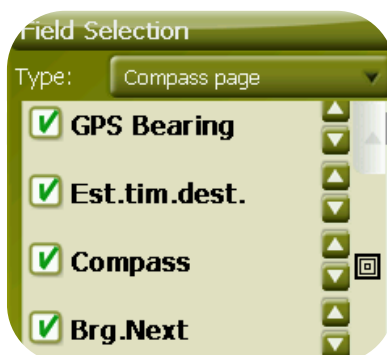 Field Selection
Type: Compass page
GPS Bearing
Est.tim.dest.
Compass
Brg.Next